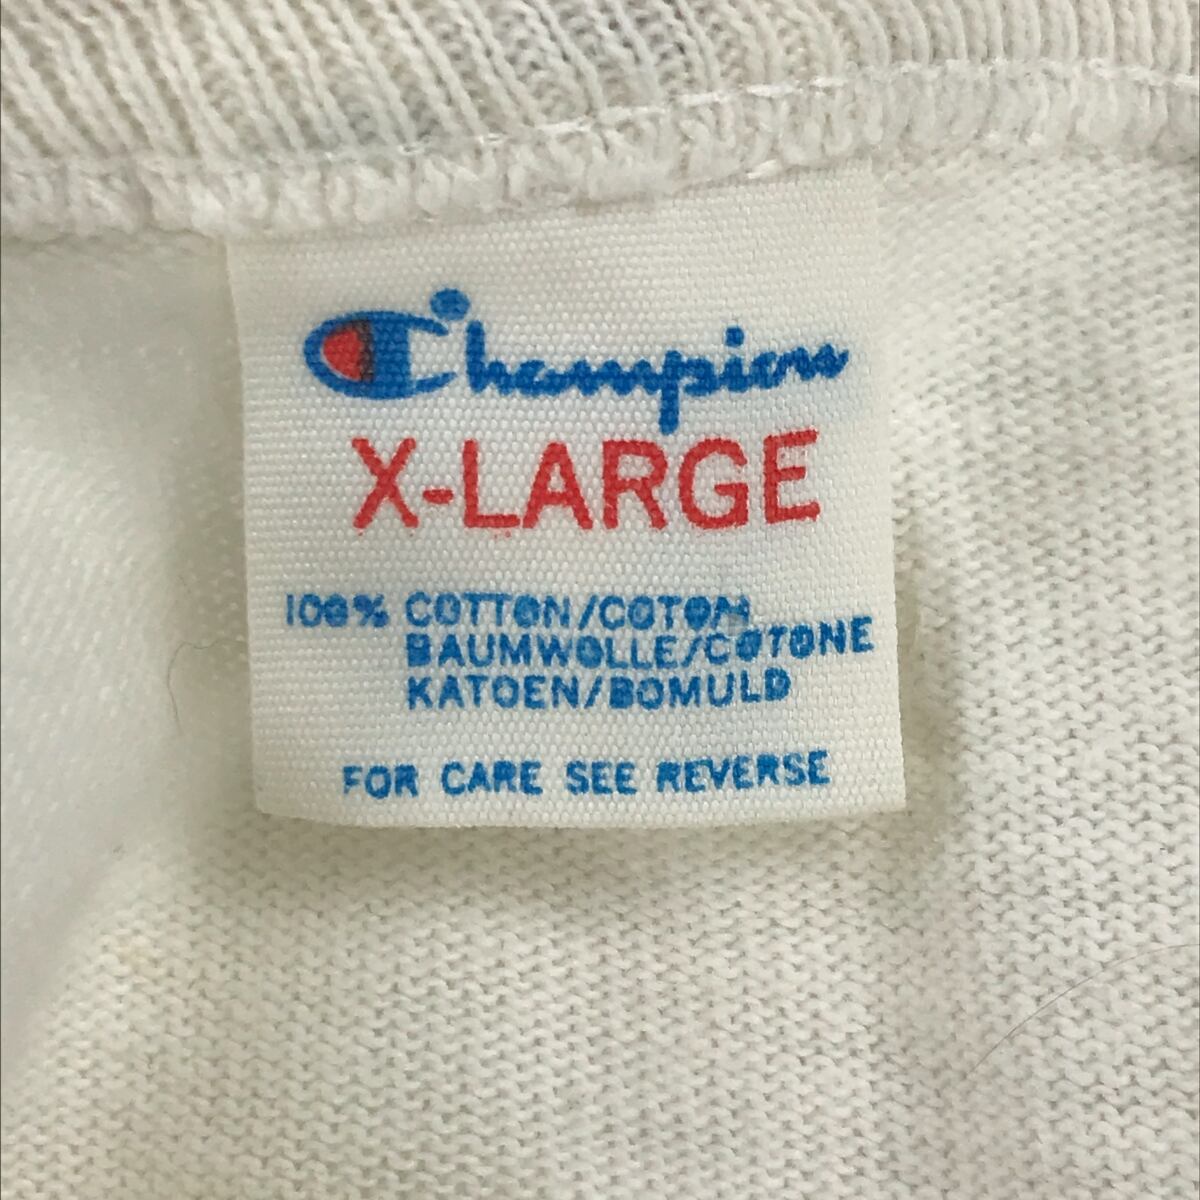 Champion
X-LARGE
100% COTTON/COTON
BAUMWOLLE/COTONE
KATOEN/BOMULD
FOR CARE SEE REVERSE